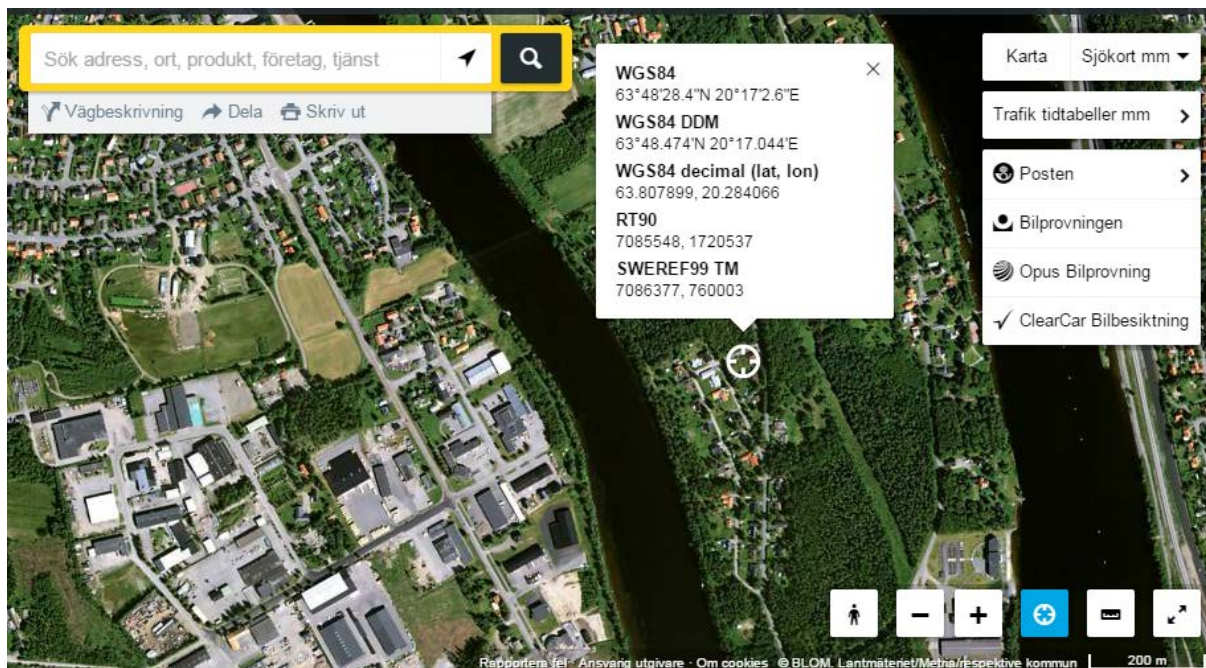 Sök adress, ort, produkt, företag, tjänst
Vägbeskrivning Dela Skriv ut
WGS84
63°48'28.4"N 20°17'2.6"E
WGS84 DDM
63°48.474'N 20°17.044'E
WGS84 decimal (lat, lon)
63.807899, 20.284066
RT90
7085548, 1720537
SWEREF99 TM
7086377, 760003
Karta Sjökort mm
Trafik tidtabeller mm
Posten
Bilprovningen
Opus Bilprovning
ClearCar Bilbesiktning
Rapportera fel · Ansvarig utgivare · Om cookies © BLOM. Lantmäteriet/Metria/respektive kommun 200 m